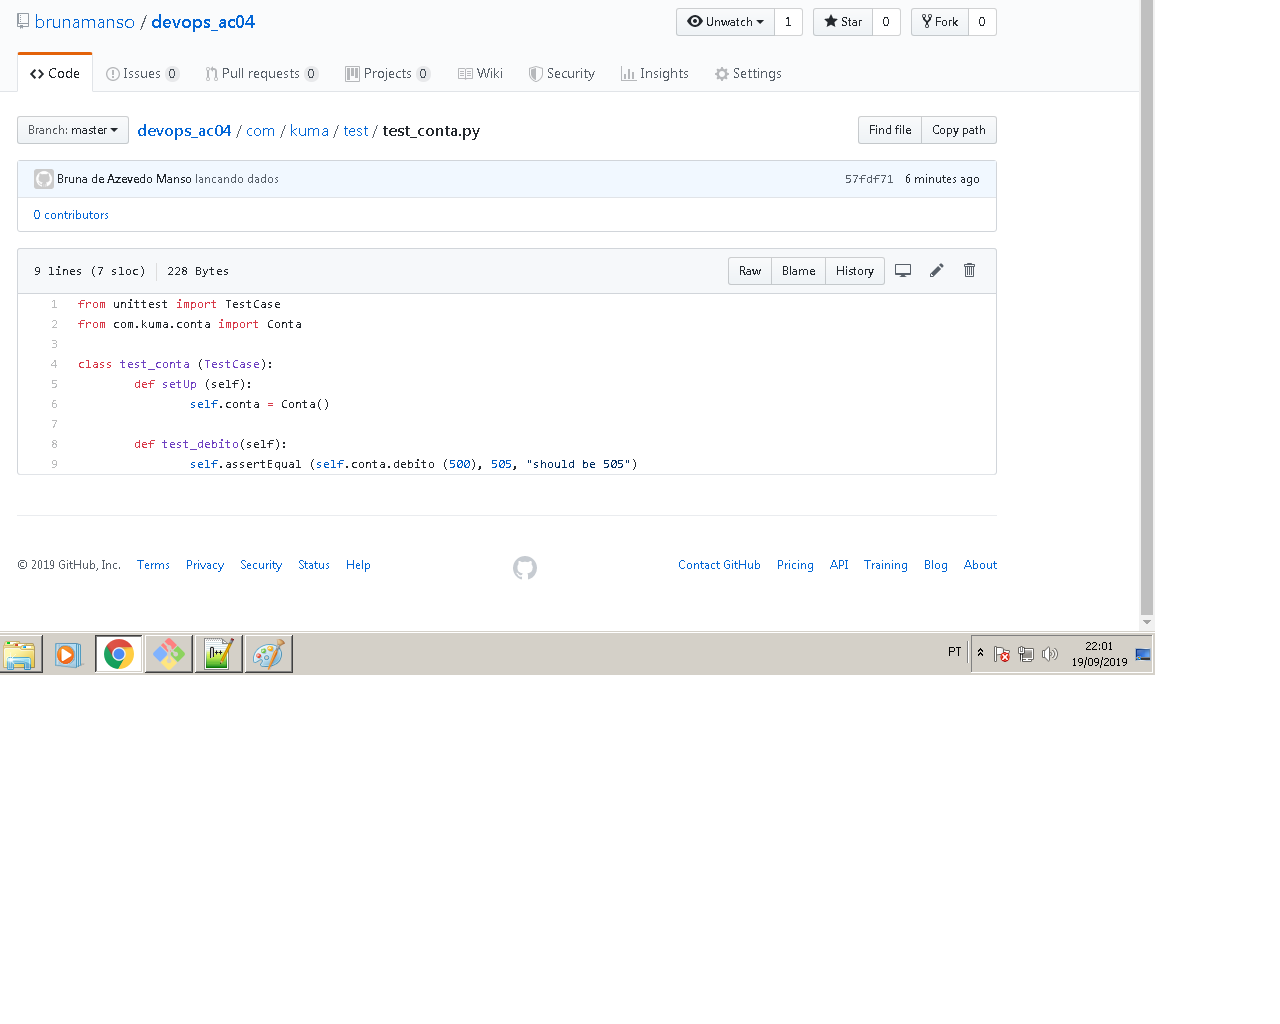 brunamanso / devops_ac04 Unwatch 1 Star 0 Fork 0
Code Issues 0 Pull requests 0 Projects 0 Wiki Security Insights Settings
Branch: master devops_ac04 / com / kuma / test / test_conta.py Find file Copy path
Bruna de Azevedo Manso lancando dados 57fdf71 6 minutes ago
0 contributors
9 lines (7 sloc) 228 Bytes Raw Blame History
1 from unittest import TestCase
2 from com.kuma.conta import Conta
3
4 class test_conta (TestCase):
5 def setUp (self):
6 self.conta = Conta()
7
8 def test_debito(self):
9 self.assertEqual (self.conta.debito (500), 505, "should be 505")
© 2019 GitHub, Inc. Terms Privacy Security Status Help Contact GitHub Pricing API Training Blog About
PT 22:01
19/09/2019